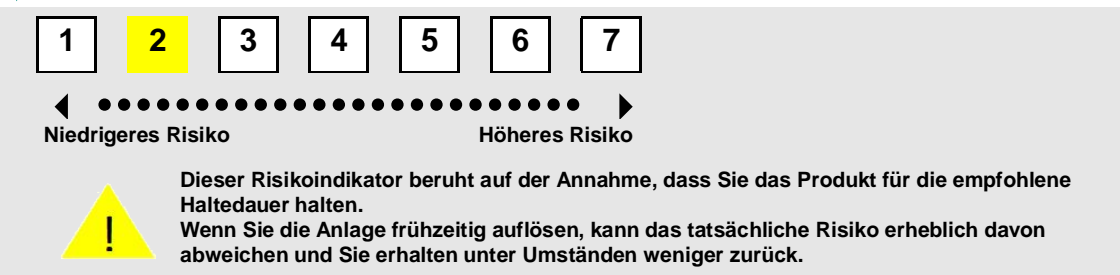 1 2 3 4 5 6 7
Niedrigeres Risiko Höheres Risiko
Dieser Risikoindikator beruht auf der Annahme, dass Sie das Produkt für die empfohlene
Haltedauer halten.
Wenn Sie die Anlage frühzeitig auflösen, kann das tatsächliche Risiko erheblich davon
abweichen und Sie erhalten unter Umständen weniger zurück.
!